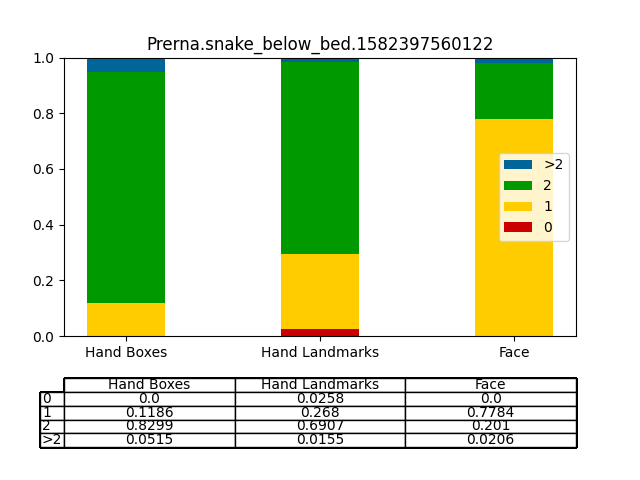 Prerna.snake_below_bed.1582397560122
1.0
0.8
0.6
0.4
0.2
0.0
>2
2
1
0
Hand Boxes Hand Landmarks Face
Hand Boxes Hand Landmarks Face
0 0.0 0.0258 0.0
1 0.1186 0.268 0.7784
2 0.8299 0.6907 0.201
>2 0.0515 0.0155 0.0206